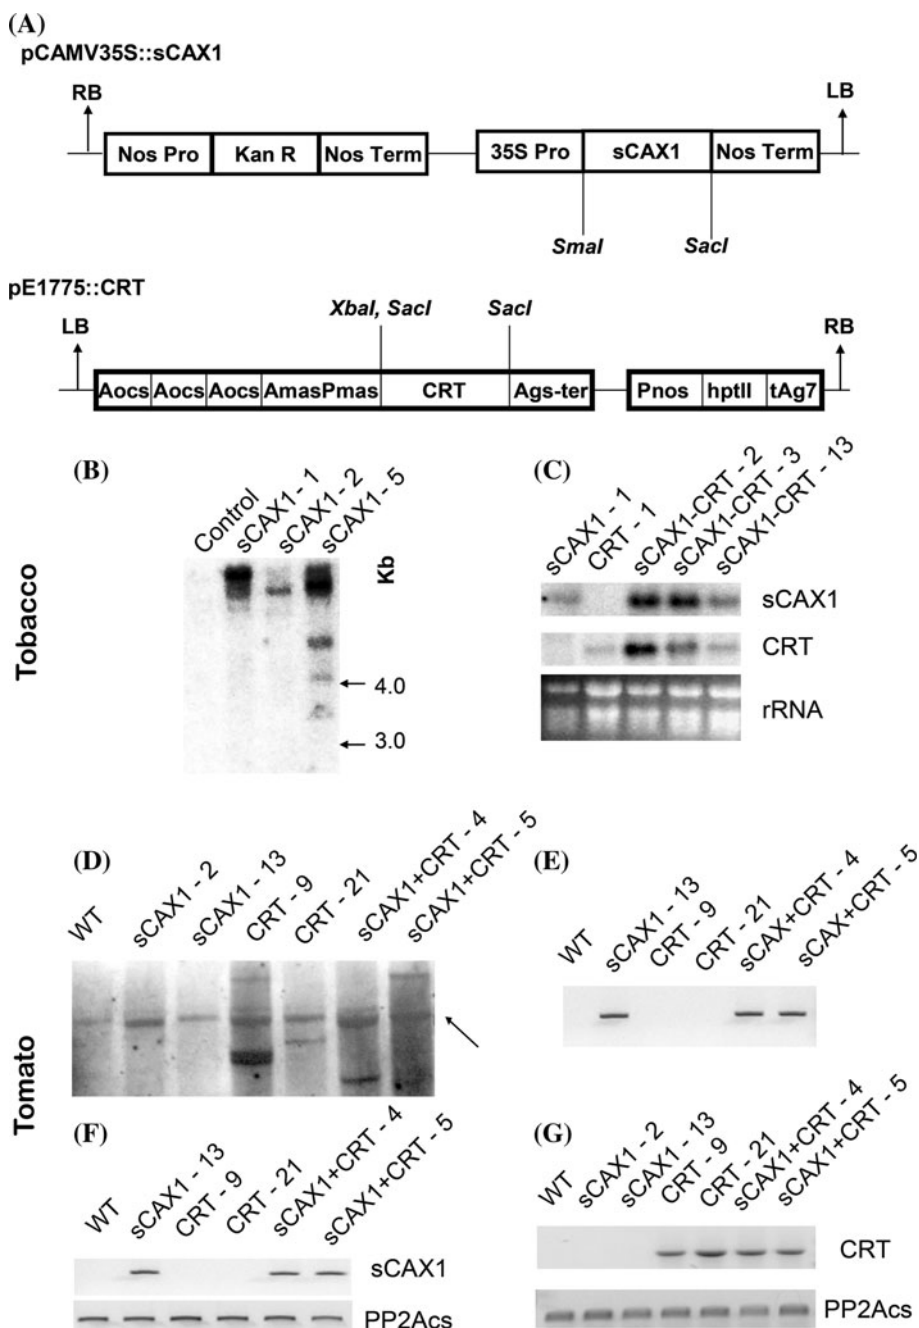 (A)
pCAMV35S::sCAX1
RB
LB
Nos Pro Kan R Nos Term 35S Pro sCAX1 Nos Term
SmaI SacI
pE1775::CRT
XbaI, SacI SacI
LB
RB
Aocs Aocs Aocs AmasPmas CRT Ags-ter Pnos hptII tAg7
Tobacco
(B)
Control
sCAX1 - 1
sCAX1 - 2
sCAX1 - 5
Kb
4.0
3.0
(C)
sCAX1 - 1
CRT - 1
sCAX1-CRT - 2
sCAX1-CRT - 3
sCAX1-CRT - 13
sCAX1
CRT
rRNA
Tomato
(D)
WT
sCAX1 - 2
sCAX1 - 13
CRT - 9
CRT - 21
sCAX1+CRT - 4
sCAX1+CRT - 5
(E)
WT
sCAX1 - 13
CRT - 9
CRT - 21
sCAX+CRT - 4
sCAX+CRT - 5
(F)
WT
sCAX1 - 13
CRT - 9
CRT - 21
sCAX1+CRT - 4
sCAX1+CRT - 5
sCAX1
PP2Acs
(G)
WT
sCAX1 - 2
sCAX1 - 13
CRT - 9
CRT - 21
sCAX1+CRT - 4
sCAX1+CRT - 5
CRT
PP2Acs